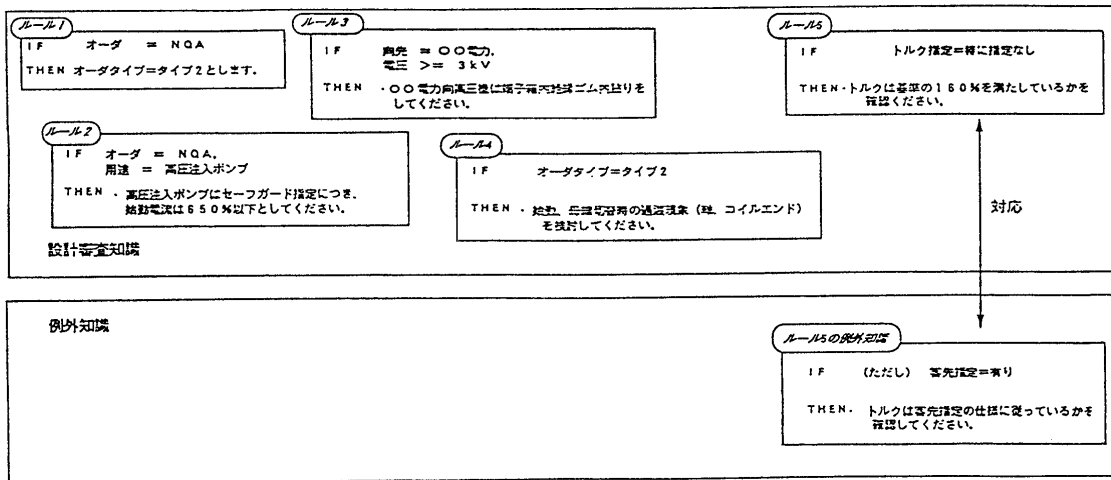 ルール1
IF オーダ = NQA
THEN オーダタイプ=タイプ2とします。
ルール2
IF オーダ = NQA,
用途 = 高圧注入ポンプ
THEN ・高圧注入ポンプにセーフガード指定につき、
始動電流は650%以下としてください。
ルール3
IF 向先 = 〇〇電力,
電圧 >= 3kV
THEN ・〇〇電力向高圧機に端子箱内絶縁ゴム内貼りを
してください。
ルール4
IF オーダタイプ=タイプ2
THEN ・始動、の過渡現象(コイルエンド)
を検討してください。
ルール5
IF トルク指定=特に指定なし
THEN・トルクは基準の160%を満たしているかを
確認ください。
設計審査知識
対応
例外知識
ルール5の例外知識
IF (ただし) 客先指定=有り
THEN・ トルクは客先指定の仕様に従っているかを
確認してください。